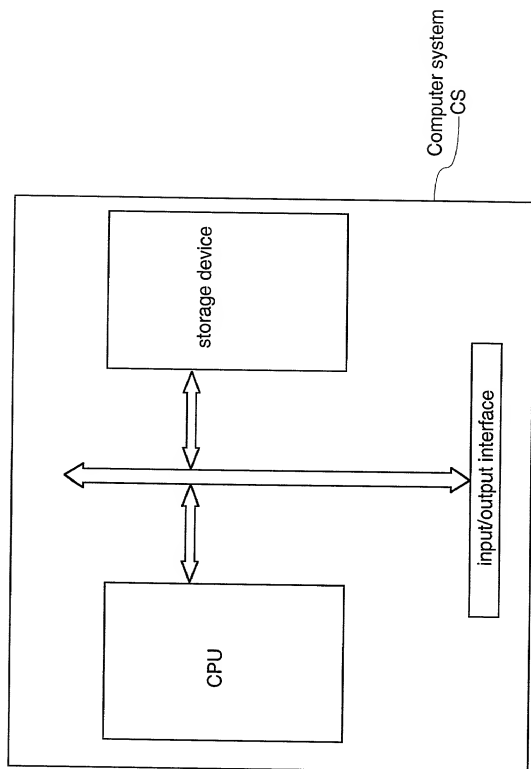 Computer system
CS
storage device
CPU
input/output interface